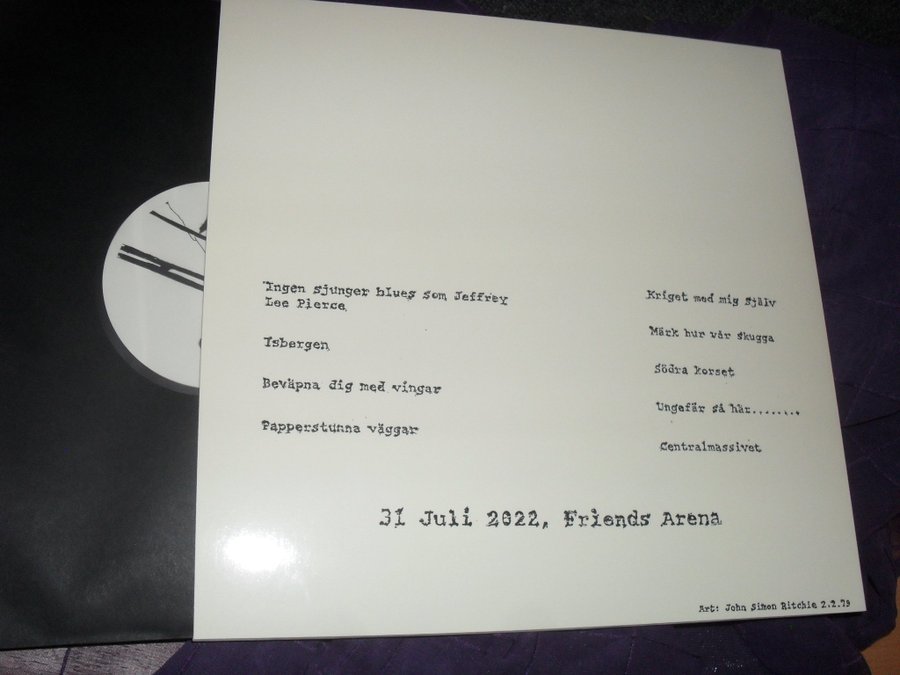 Ingen sjunger blues som Jeffrey
Lee Pierce
Isbergen
Beväpna dig med vingar
Papperstunna väggar
Kriget med mig själv
Märk hur vår skugga
Södra korset
Ungefär så här........
Centralmassivet
31 Juli 2022, Friends Arena
Art: John Simon Ritchie 2.2.79